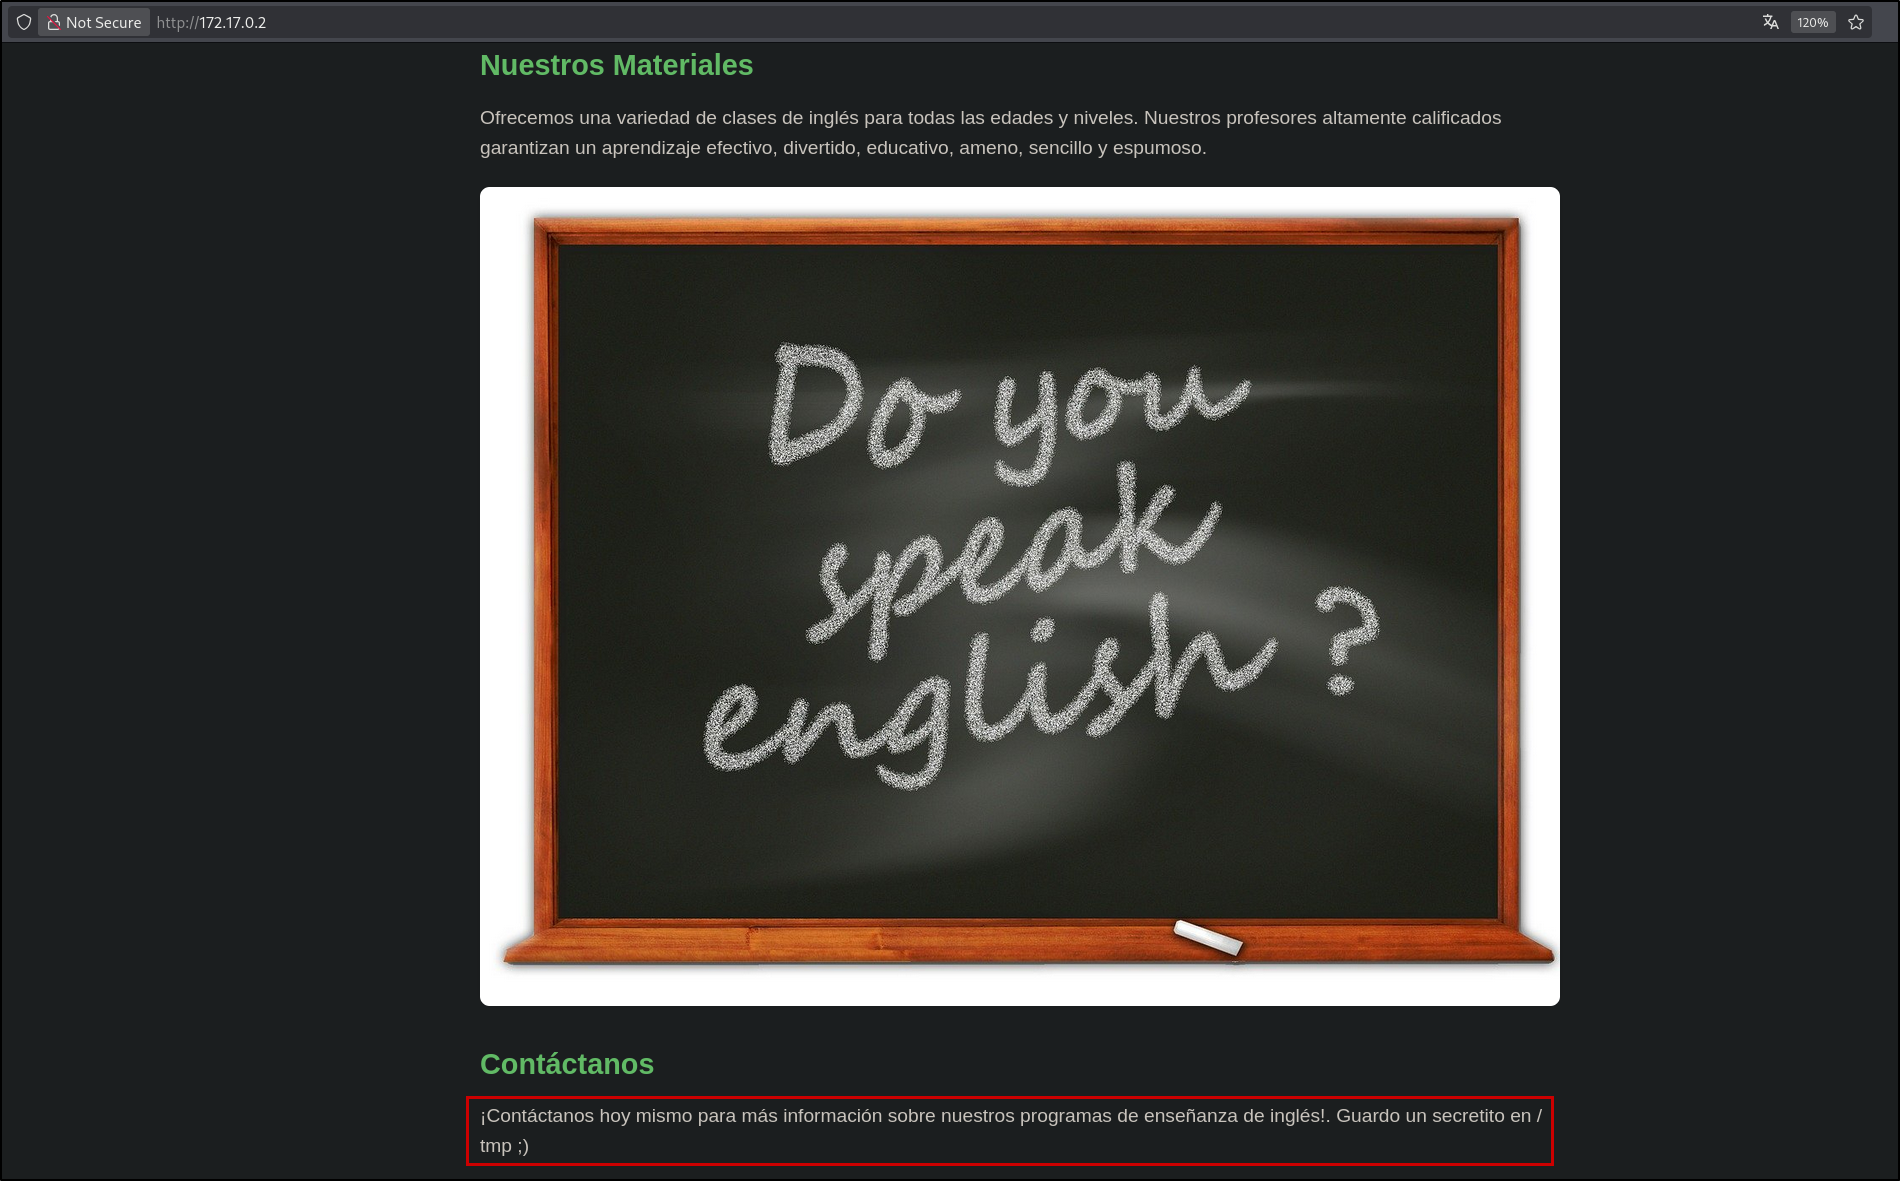 Not Secure http://172.17.0.2 120%
Nuestros Materiales
Ofrecemos una variedad de clases de inglés para todas las edades y niveles. Nuestros profesores altamente calificados
garantizan un aprendizaje efectivo, divertido, educativo, ameno, sencillo y espumoso.
Do you
speak
english ?
Contáctanos
¡Contáctanos hoy mismo para más información sobre nuestros programas de enseñanza de inglés!. Guardo un secretito en /
tmp ;)